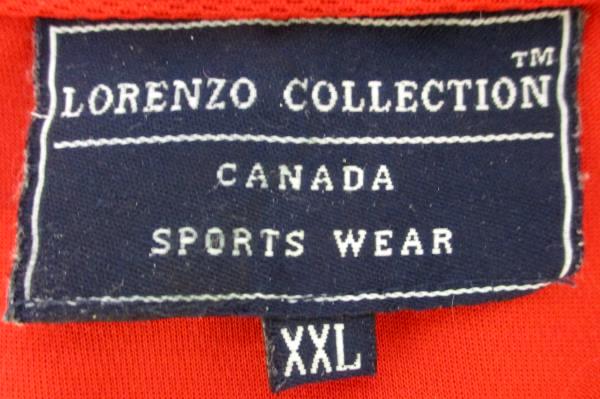 LORENZO COLLECTION™
CANADA
SPORTS WEAR
XXL